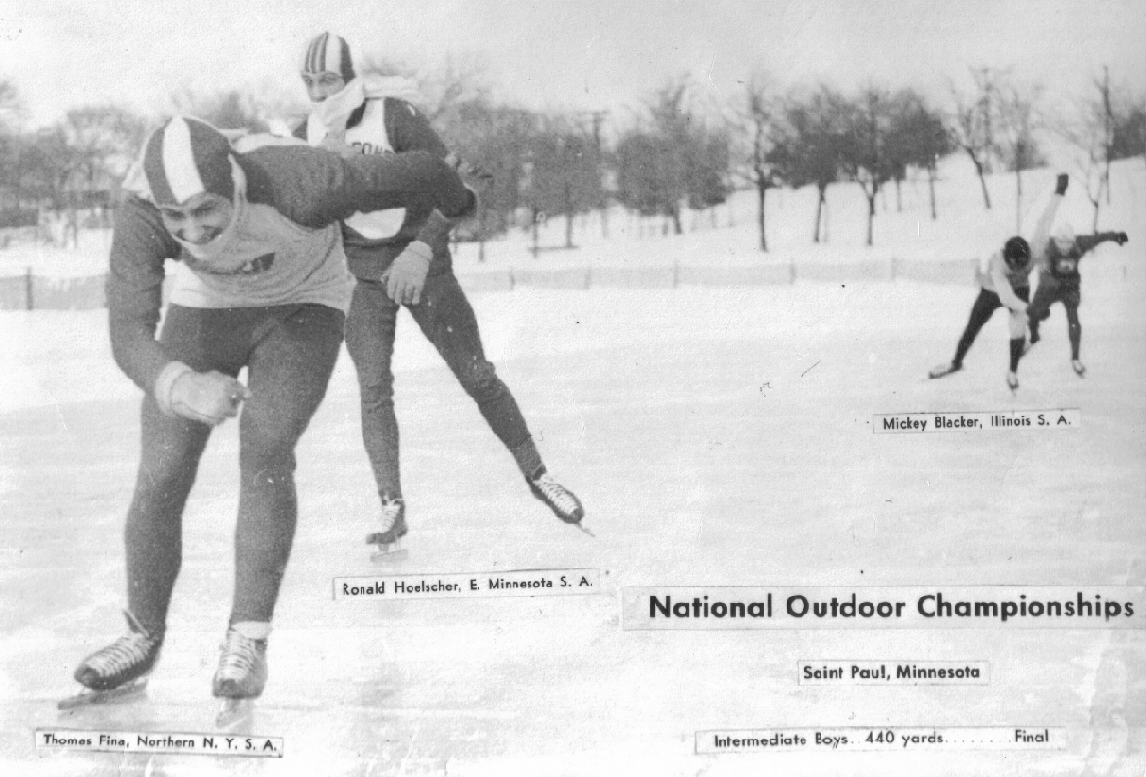 Mickey Blacker, Illinois S. A.
Ronald Hoelscher, E. Minnesota S. A.
National Outdoor Championships
Saint Paul, Minnesota
Thomas Fina, Northern N. Y. S. A.
Intermediate Boys..440 yards........Final